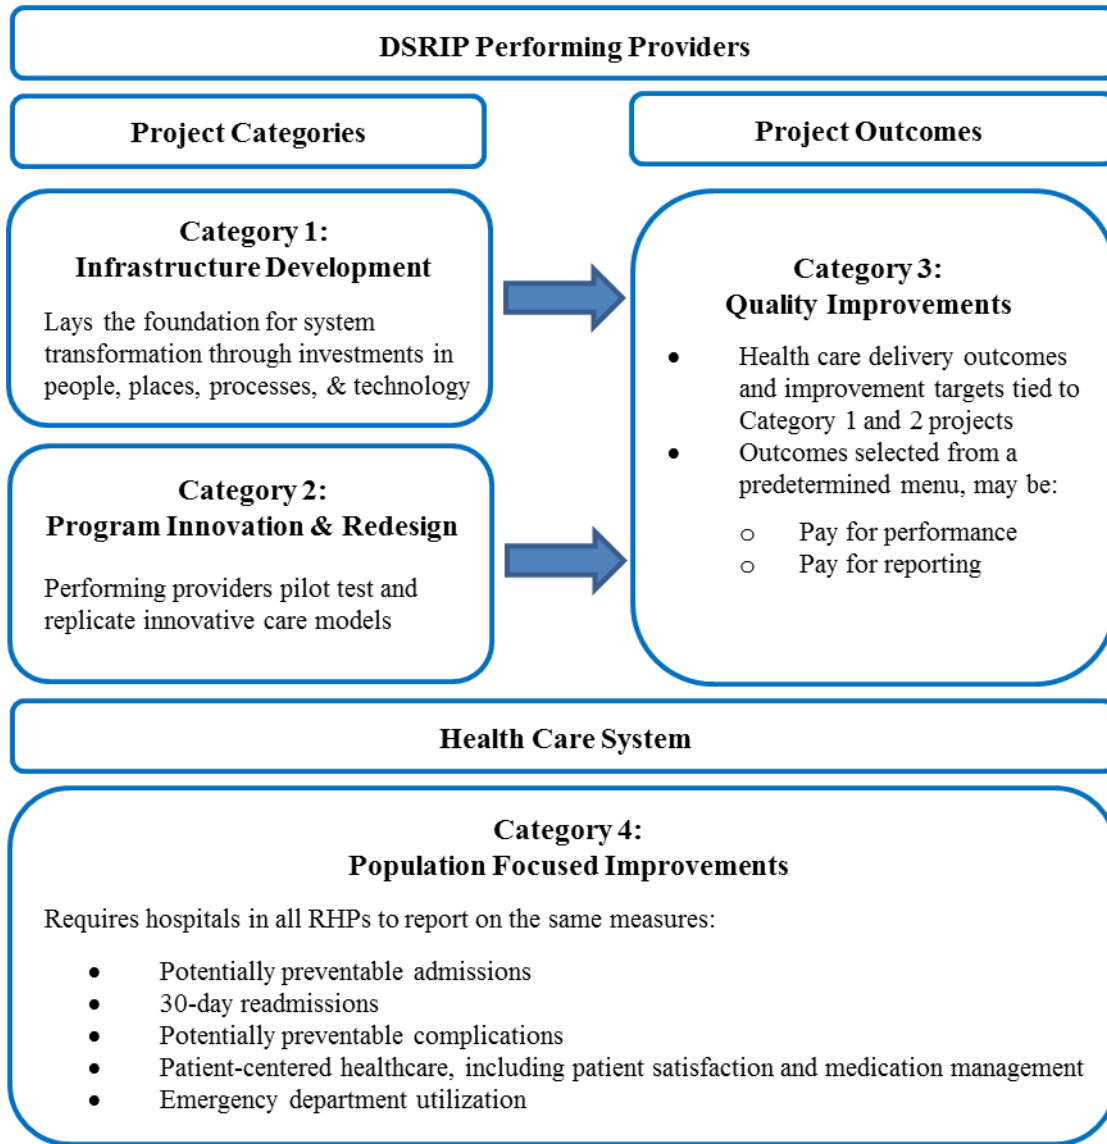 DSRIP Performing Providers
Project Categories
Project Outcomes
Category 1:
Infrastructure Development
Lays the foundation for system
transformation through investments in
people, places, processes, & technology
Category 2:
Program Innovation & Redesign
Performing providers pilot test and
replicate innovative care models
Category 3:
Quality Improvements
• Health care delivery outcomes
and improvement targets tied to
Category 1 and 2 projects
• Outcomes selected from a
predetermined menu, may be:
o Pay for performance
o Pay for reporting
Health Care System
Category 4:
Population Focused Improvements
Requires hospitals in all RHPs to report on the same measures:
• Potentially preventable admissions
• 30-day readmissions
• Potentially preventable complications
• Patient-centered healthcare, including patient satisfaction and medication management
• Emergency department utilization